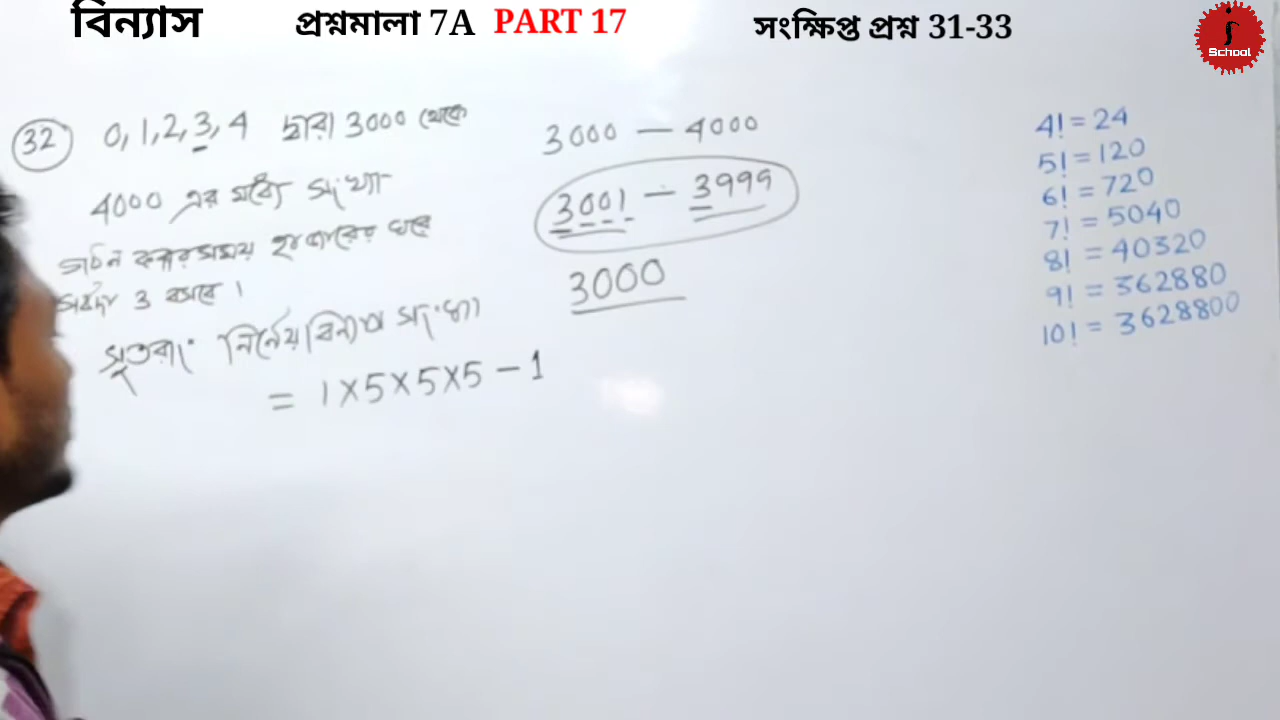 বিন্যাস
প্রশ্নমালা 7A PART 17
সংক্ষিপ্ত প্রশ্ন 31-33
School
32 0, 1, 2, 3, 4 দ্বারা 3000 থেকে
4000 এর মধ্যে সংখ্যা
গঠন করার সময় হাজারের ঘরে
সর্বদা 3 বসবে।
সুতরাং নির্ণেয় বিন্যাস সংখ্যা
= 1×5×5×5 – 1
3000 — 4000
3001 — 3999
3000
4! = 24
5! = 120
6! = 720
7! = 5040
8! = 40320
9! = 362880
10! = 3628800